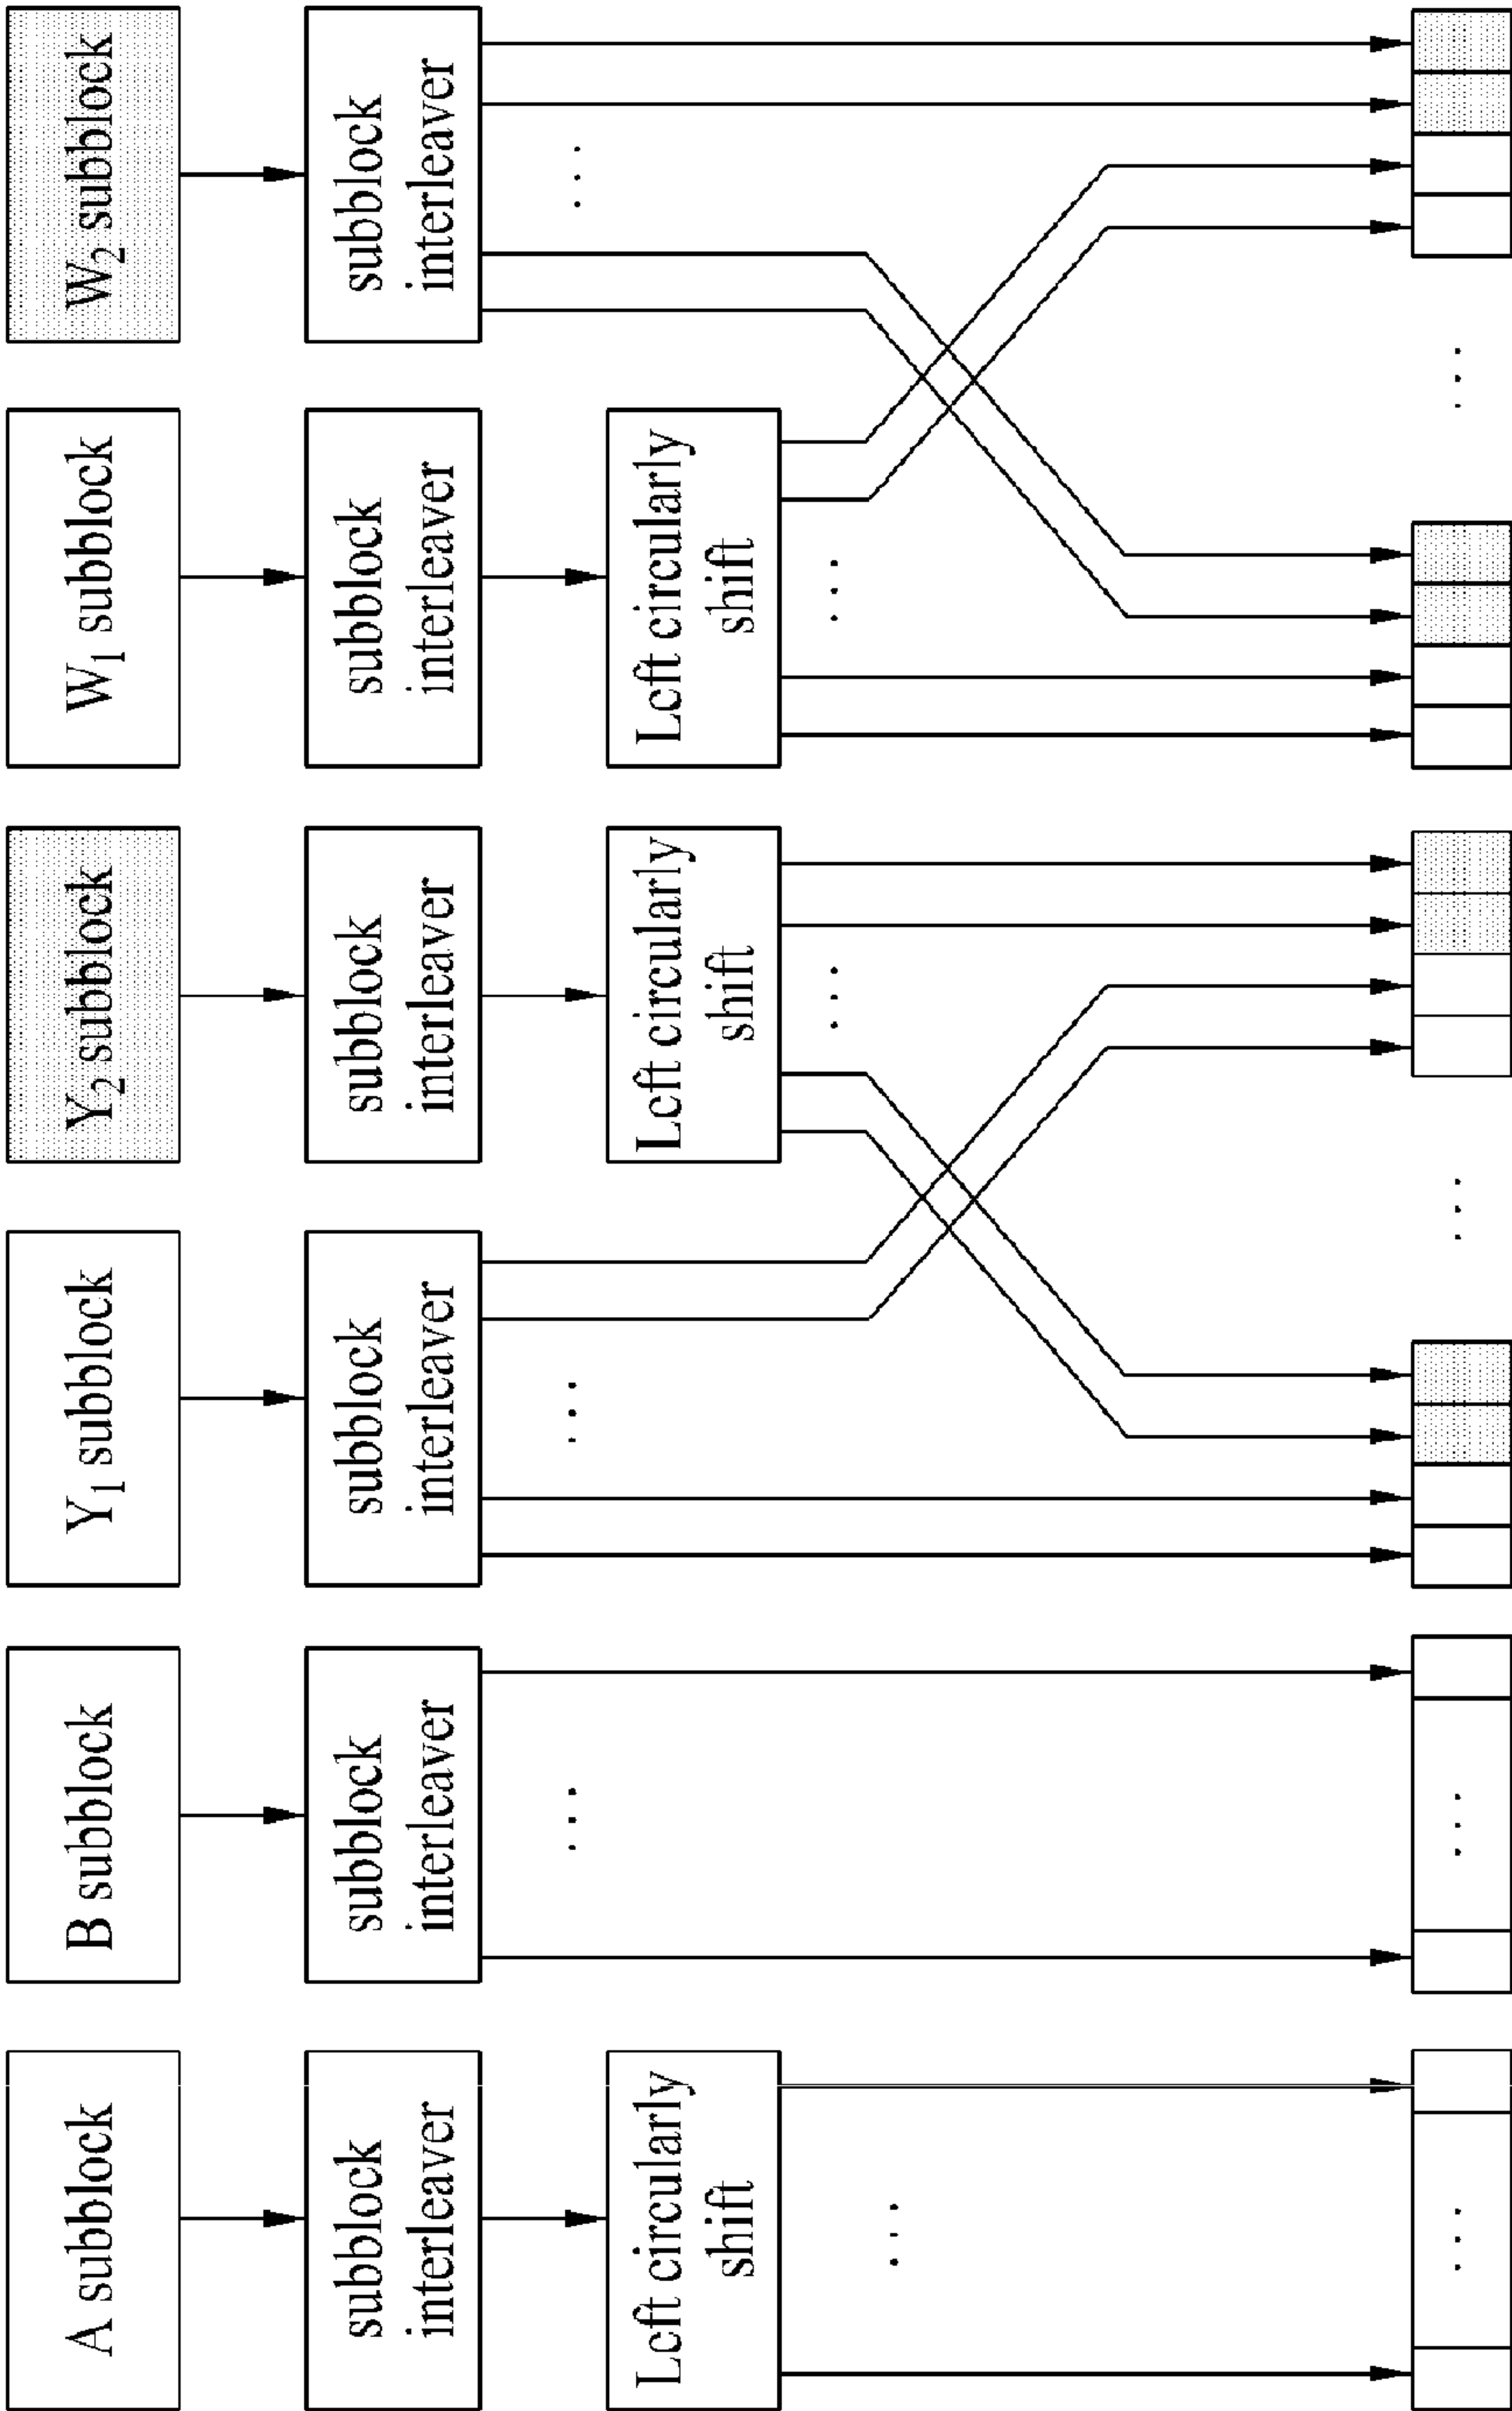 A subblock
B subblock
Y₁ subblock
Y₂ subblock
W₁ subblock
W₂ subblock
subblock
interleaver
subblock
interleaver
subblock
interleaver
subblock
interleaver
subblock
interleaver
subblock
interleaver
Left circularly
shift
Left circularly
shift
Left circularly
shift